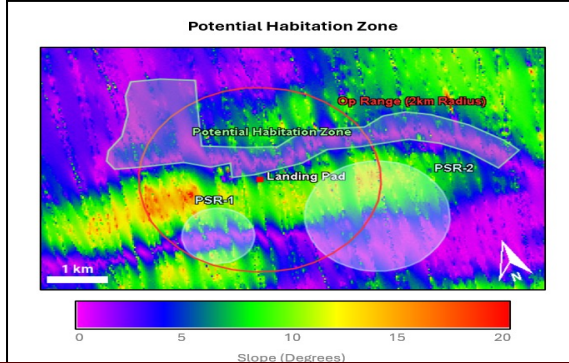 Potential Habitation Zone
Op Range (2km Radius)
Potential Habitation Zone
Landing Pad
PSR-2
PSR-1
1 km
N
0 5 10 15 20
Slope (Degrees)